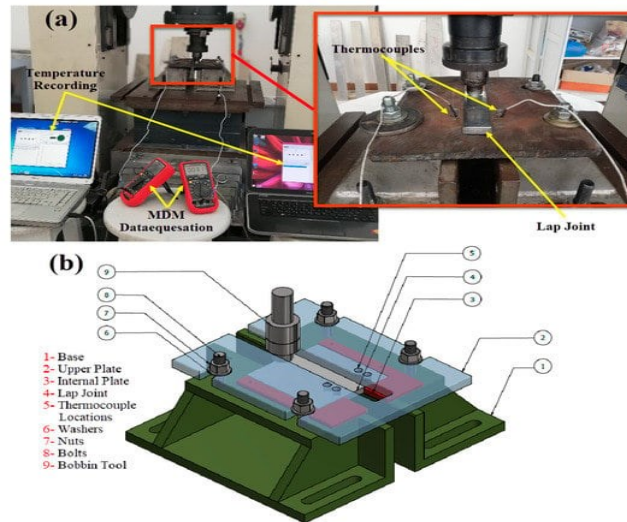 (a)
Temperature
Recording
MDM
Dataequesation
Thermocouples
Lap Joint
(b)
1- Base
2- Upper Plate
3- Internal Plate
4- Lap Joint
5- Thermocouple
Locations
6- Washers
7- Nuts
8- Bolts
9- Bobbin Tool
9
8
7
6
5
4
3
2
1